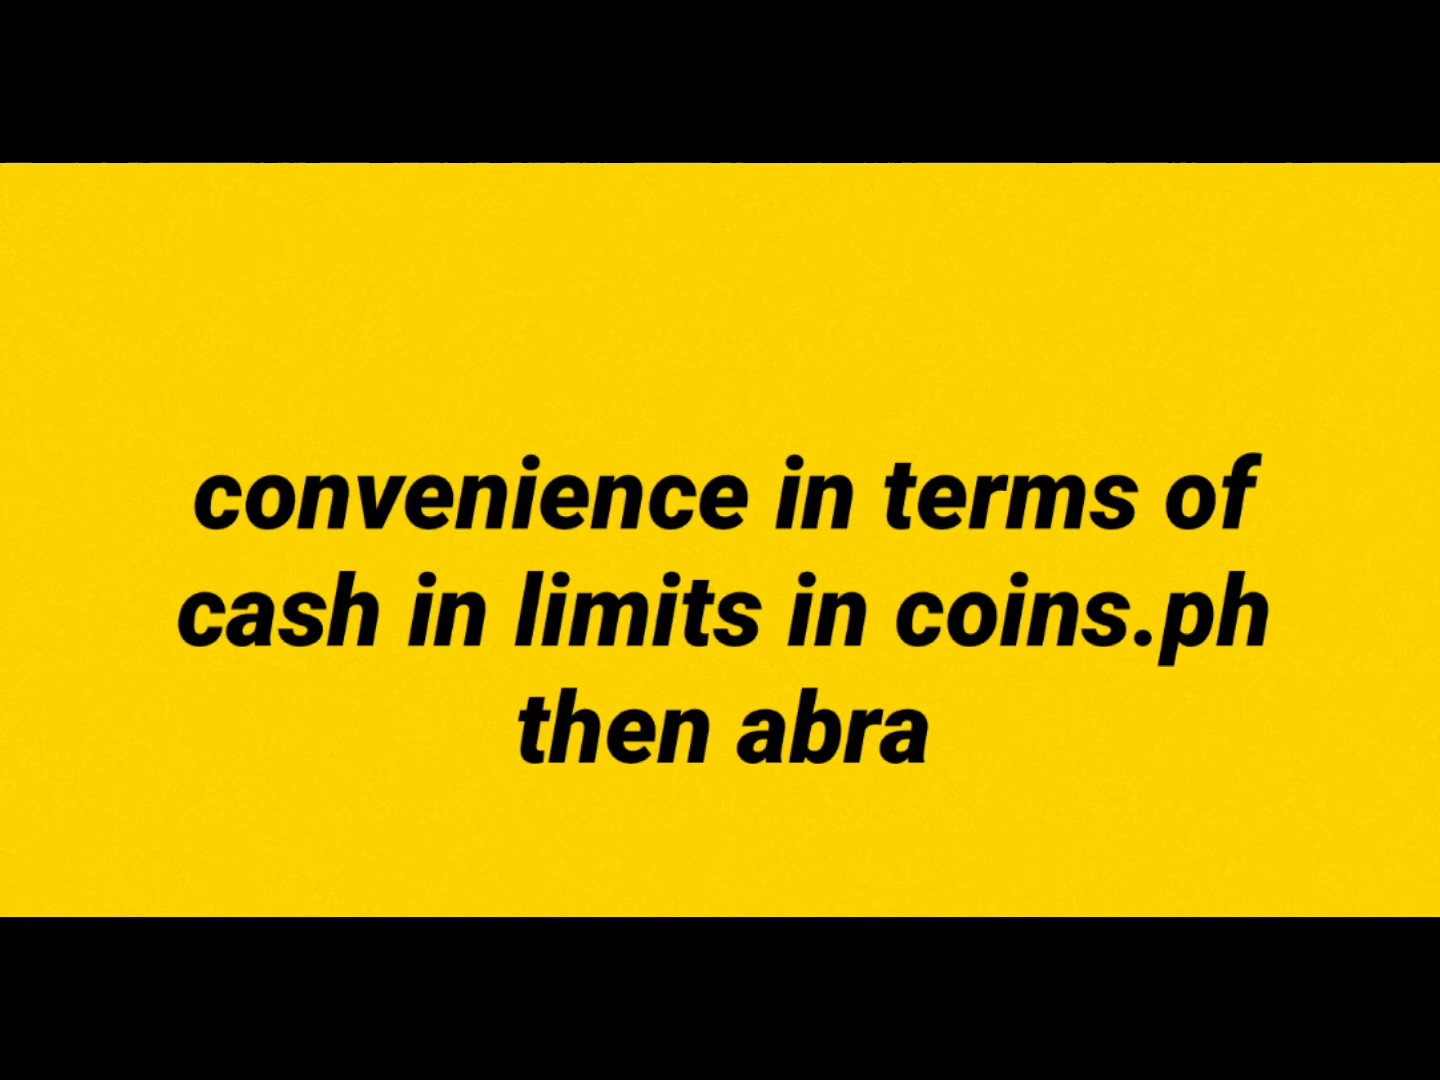 convenience in terms of
cash in limits in coins.ph
then abra